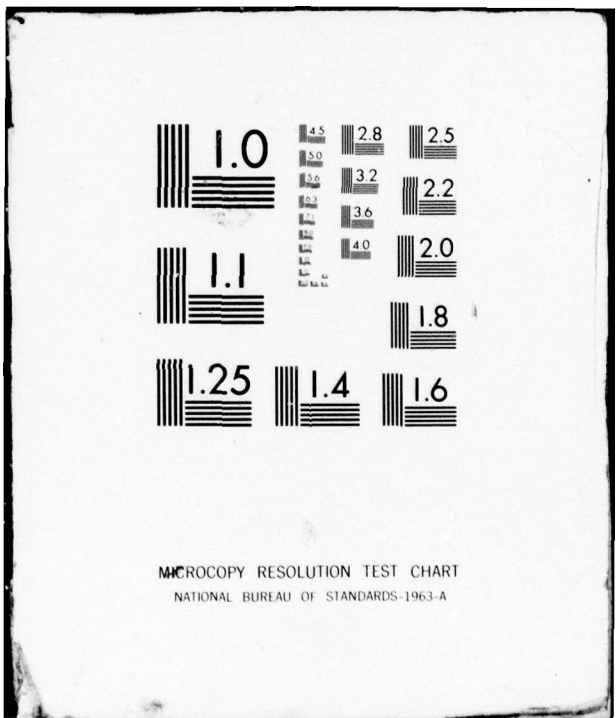 1.0
4.5 2.8 2.5
5.0
5.6 3.2 2.2
6.3
3.6
4.0 2.0
1.1
1.8
1.25 1.4 1.6
MICROCOPY RESOLUTION TEST CHART
NATIONAL BUREAU OF STANDARDS-1963-A